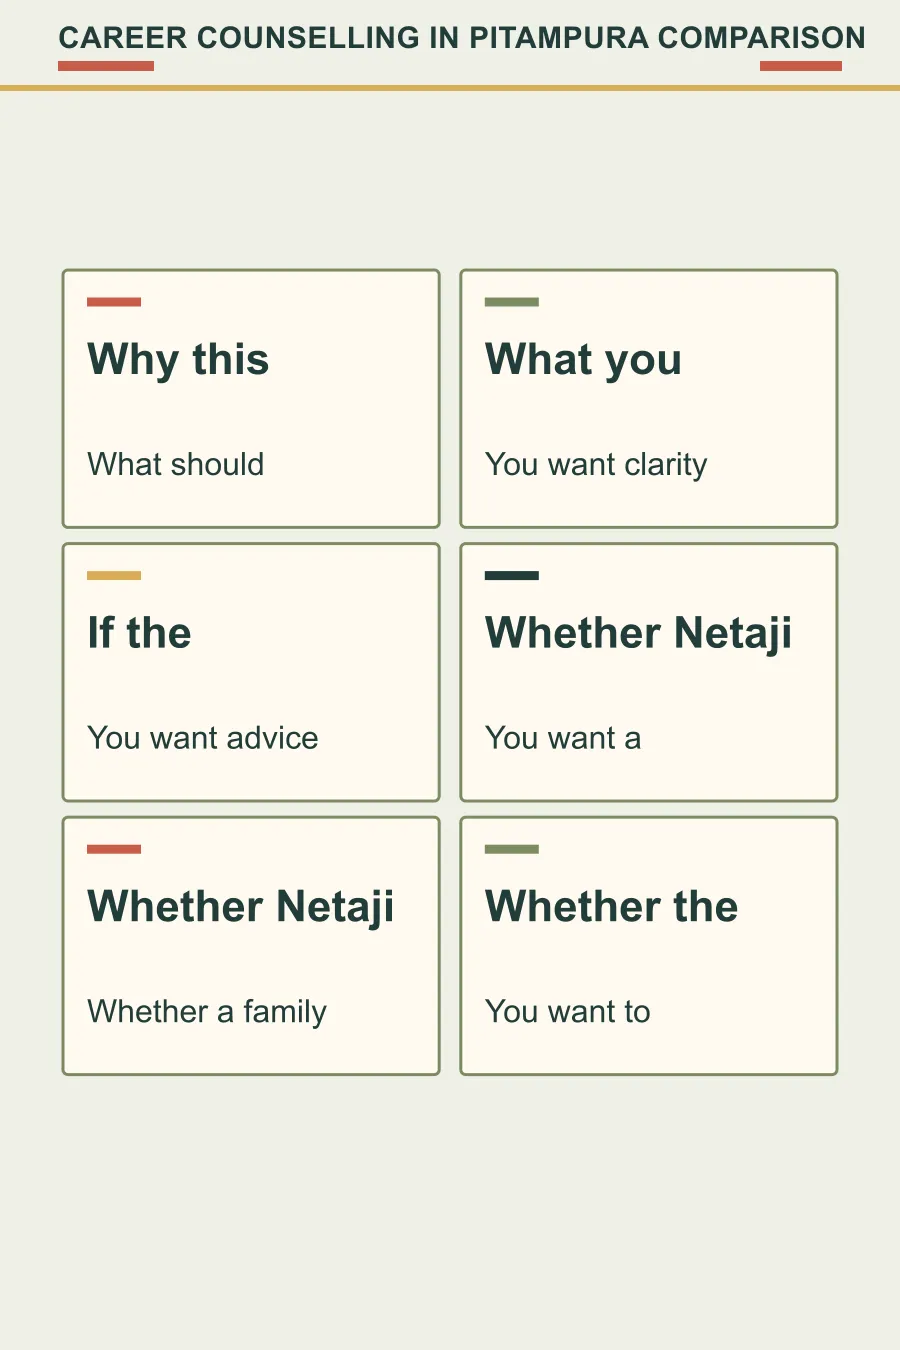 CAREER COUNSELLING IN PITAMPURA COMPARISON
Why this
What should
What you
You want clarity
If the
You want advice
Whether Netaji
You want a
Whether Netaji
Whether a family
Whether the
You want to